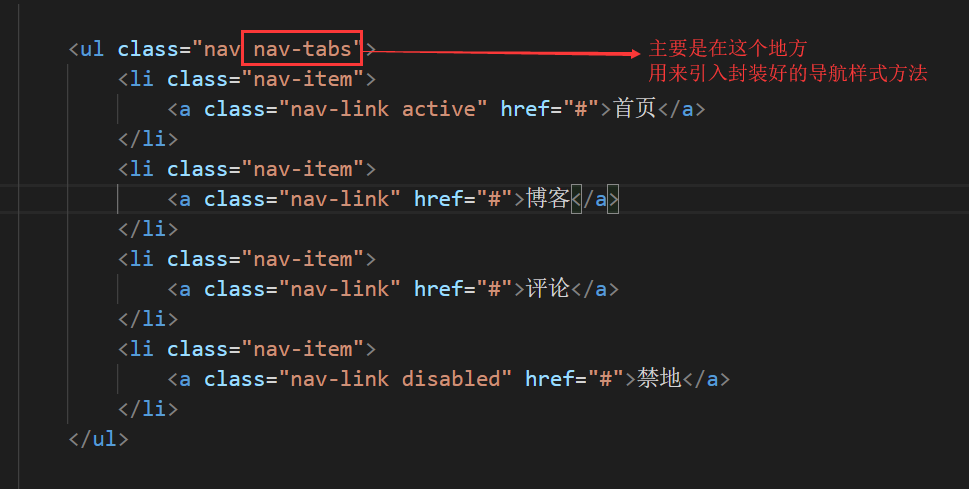 <ul class="nav nav-tabs">
主要是在这个地方
用来引入封装好的导航样式方法
<li class="nav-item">
<a class="nav-link active" href="#">首页</a>
</li>
<li class="nav-item">
<a class="nav-link" href="#">博客</a>
</li>
<li class="nav-item">
<a class="nav-link" href="#">评论</a>
</li>
<li class="nav-item">
<a class="nav-link disabled" href="#">禁地</a>
</li>
</ul>